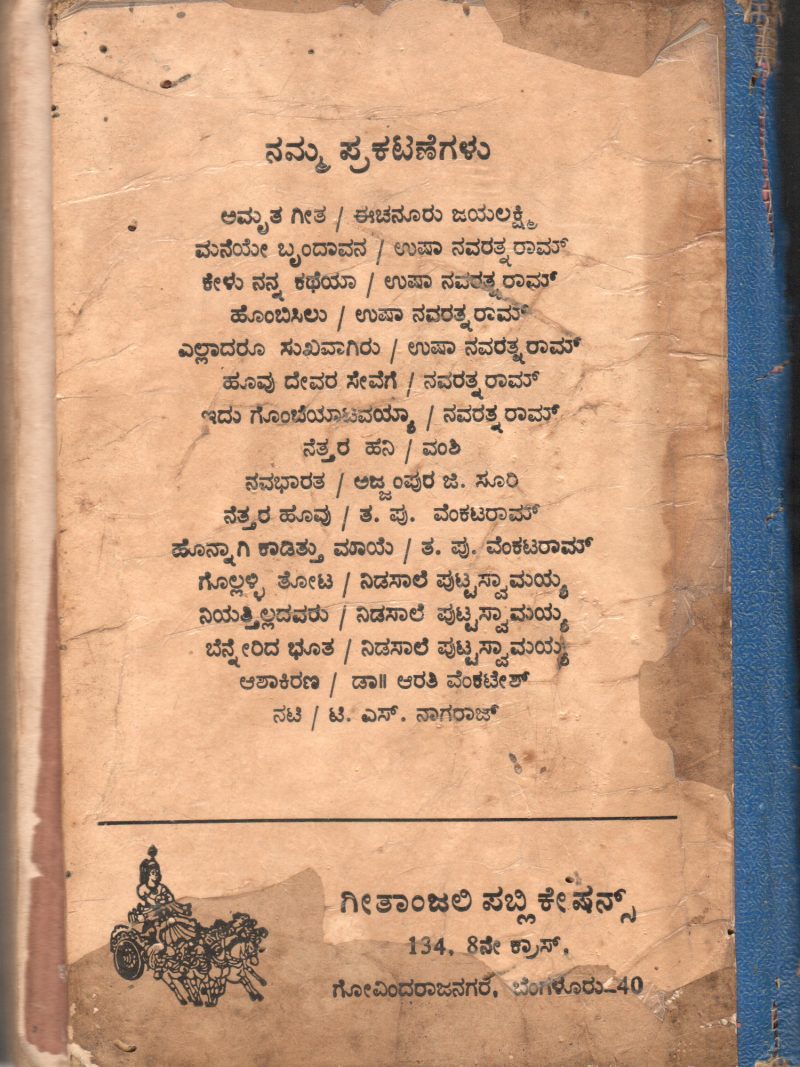 ನಮ್ಮ ಪ್ರಕಟಣೆಗಳು
ಅಮೃತ ಗೀತ / ಈಚನೂರು ಜಯಲಕ್ಷ್ಮಿ
ಮನೆಯೇ ಬೃಂದಾವನ / ಉಷಾ ನವರತ್ನರಾಮ್
ಕೇಳು ನನ್ನ ಕಥೆಯಾ / ಉಷಾ ನವರತ್ನರಾಮ್
ಹೊಂಬಿಸಿಲು / ಉಷಾ ನವರತ್ನರಾಮ್
ಎಲ್ಲಾದರೂ ಸುಖವಾಗಿರು / ಉಷಾ ನವರತ್ನರಾಮ್
ಹೂವು ದೇವರ ಸೇವೆಗೆ / ನವರತ್ನರಾಮ್
ಇದು ಗೊಂಬೆಯಾಟವಯ್ಯಾ / ನವರತ್ನರಾಮ್
ನೆತ್ತರ ಹನಿ / ವಂಶಿ
ನವಭಾರತ / ಅಜ್ಜಂಪುರ ಜಿ. ಸೂರಿ
ನೆತ್ತರ ಹೂವು / ತ. ಪು. ವೆಂಕಟರಾಮ್
ಹೊನ್ನಾಗಿ ಕಾಡಿತ್ತು ಮಾಯೆ / ತ. ಪು. ವೆಂಕಟರಾಮ್
ಗೊಲ್ಲಳ್ಳಿ ತೋಟ / ನಿಡಸಾಲೆ ಪುಟ್ಟಸ್ವಾಮಯ್ಯ
ನಿಯತ್ತಿಲ್ಲದವರು / ನಿಡಸಾಲೆ ಪುಟ್ಟಸ್ವಾಮಯ್ಯ
ಬೆನ್ನೇರಿದ ಭೂತ / ನಿಡಸಾಲೆ ಪುಟ್ಟಸ್ವಾಮಯ್ಯ
ಆಶಾಕಿರಣ / ಡಾ॥ ಆರತಿ ವೆಂಕಟೇಶ್
ನಟಿ / ಟಿ. ಎಸ್. ನಾಗರಾಜ್
ಗೀತಾಂಜಲಿ ಪಬ್ಲಿಕೇಷನ್ಸ್
134, 8ನೇ ಕ್ರಾಸ್,
ಗೋವಿಂದರಾಜನಗರ, ಬೆಂಗಳೂರು-40